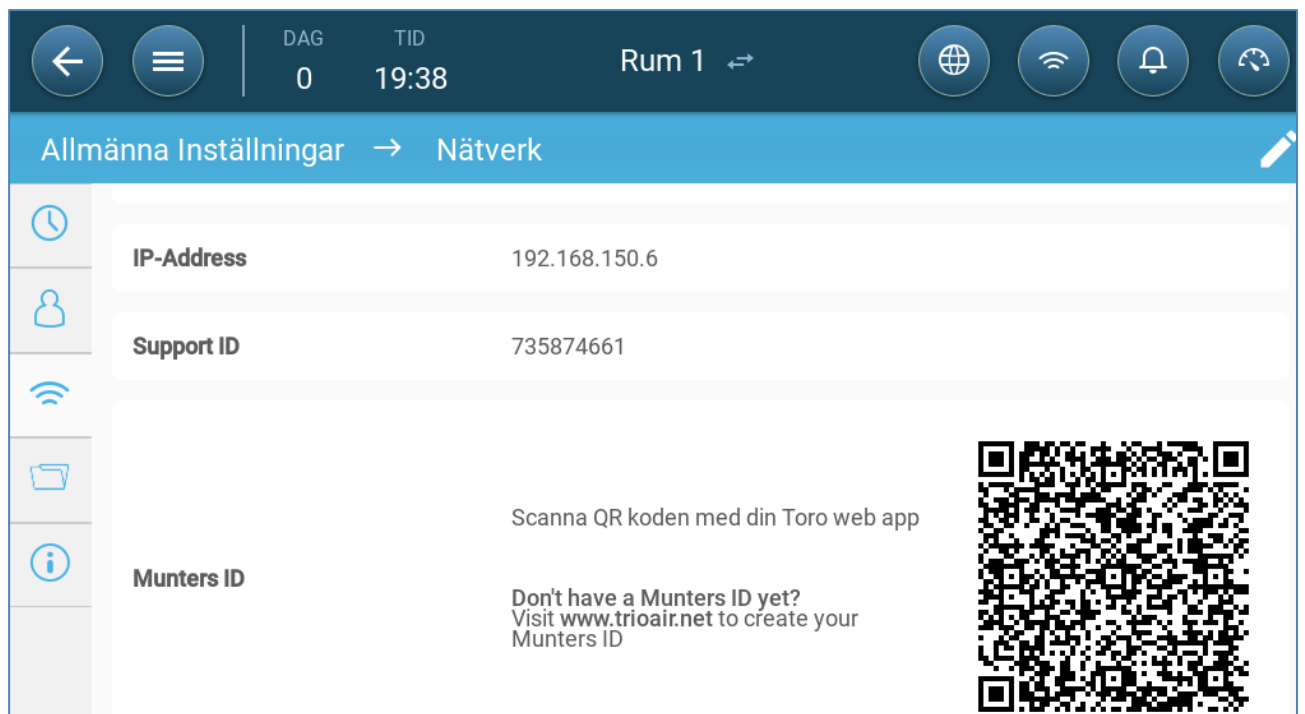 DAG
0
TID
19:38
Rum 1
Allmänna Inställningar → Nätverk
IP-Address 192.168.150.6
Support ID 735874661
Munters ID
Scanna QR koden med din Toro web app
Don't have a Munters ID yet?
Visit www.trioair.net to create your
Munters ID